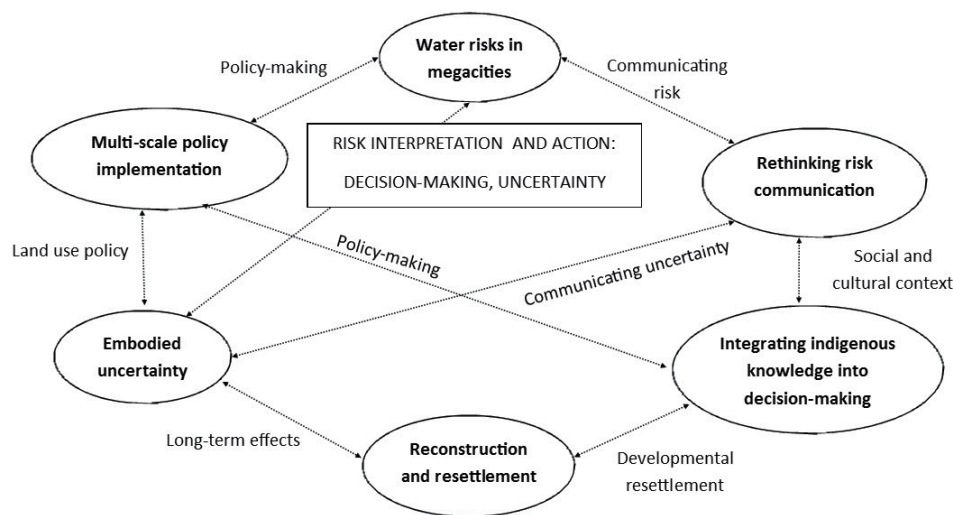 Water risks in
megacities
Policy-making
Communicating
risk
Multi-scale policy
implementation
RISK INTERPRETATION AND ACTION:
DECISION-MAKING, UNCERTAINTY
Rethinking risk
communication
Land use policy
Policy-making
Communicating uncertainty
Social and
cultural context
Embodied
uncertainty
Integrating indigenous
knowledge into
decision-making
Long-term effects
Reconstruction
and resettlement
Developmental
resettlement